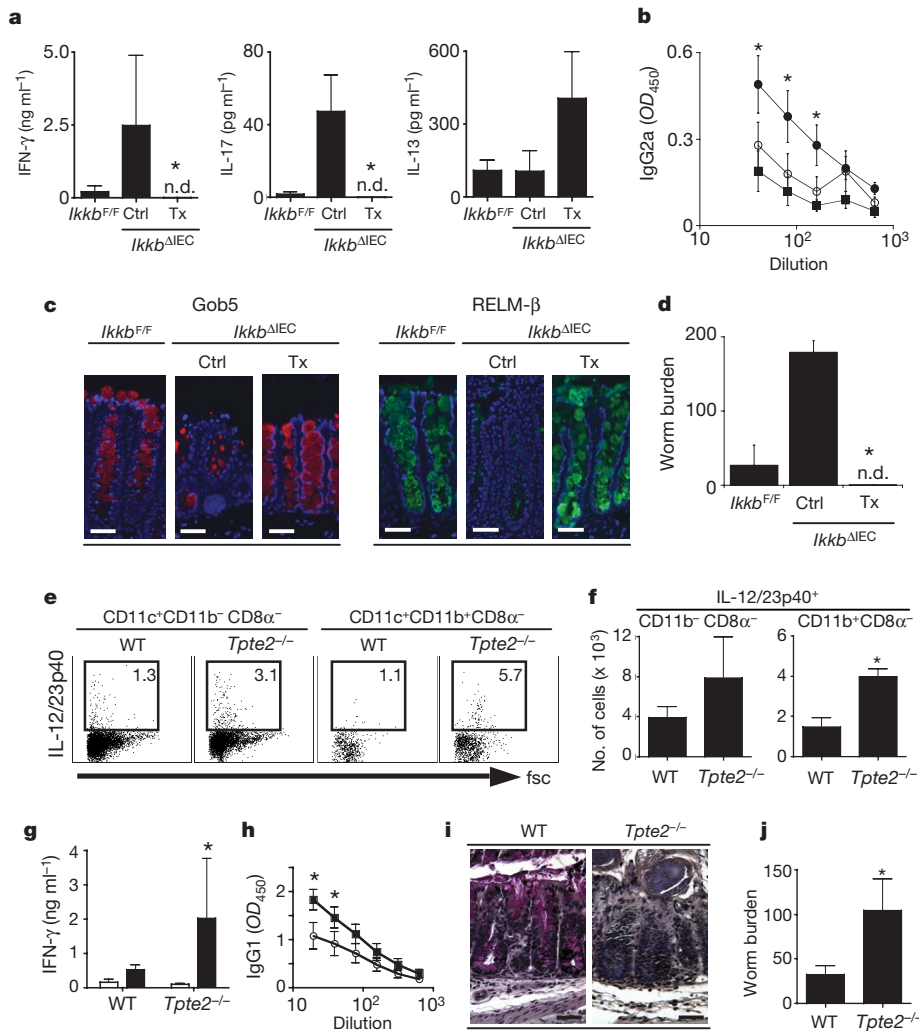 a
5.0
2.5
0
IFN-γ (ng ml⁻¹)
*
n.d.
Ikkb^F/F
Ctrl
Tx
Ikkb^ΔIEC
80
40
0
IL-17 (pg ml⁻¹)
*
n.d.
Ikkb^F/F
Ctrl
Tx
Ikkb^ΔIEC
600
300
0
IL-13 (pg ml⁻¹)
Ikkb^F/F
Ctrl
Tx
Ikkb^ΔIEC
b
0.6
0.3
0
IgG2a (OD₄₅₀)
* * *
10 10² 10³
Dilution
c
Gob5
Ikkb^F/F
Ikkb^ΔIEC
Ctrl
Tx
RELM-β
Ikkb^F/F
Ikkb^ΔIEC
Ctrl
Tx
d
200
100
0
Worm burden
*
n.d.
Ikkb^F/F
Ctrl
Tx
Ikkb^ΔIEC
e
CD11c⁺CD11b⁻ CD8α⁻
CD11c⁺CD11b⁺CD8α⁻
WT
Tpte2⁻/⁻
WT
Tpte2⁻/⁻
IL-12/23p40
1.3
3.1
1.1
5.7
fsc
f
IL-12/23p40⁺
CD11b⁻ CD8α⁻
CD11b⁺CD8α⁻
No. of cells (x 10³)
12
8
4
0
WT
Tpte2⁻/⁻
6
4
2
0
*
WT
Tpte2⁻/⁻
g
4
3
2
1
0
IFN-γ (ng ml⁻¹)
*
WT
Tpte2⁻/⁻
h
3
2
1
0
IgG1 (OD₄₅₀)
* *
10 10² 10³
Dilution
i
WT
Tpte2⁻/⁻
j
150
100
50
0
Worm burden
*
WT
Tpte2⁻/⁻